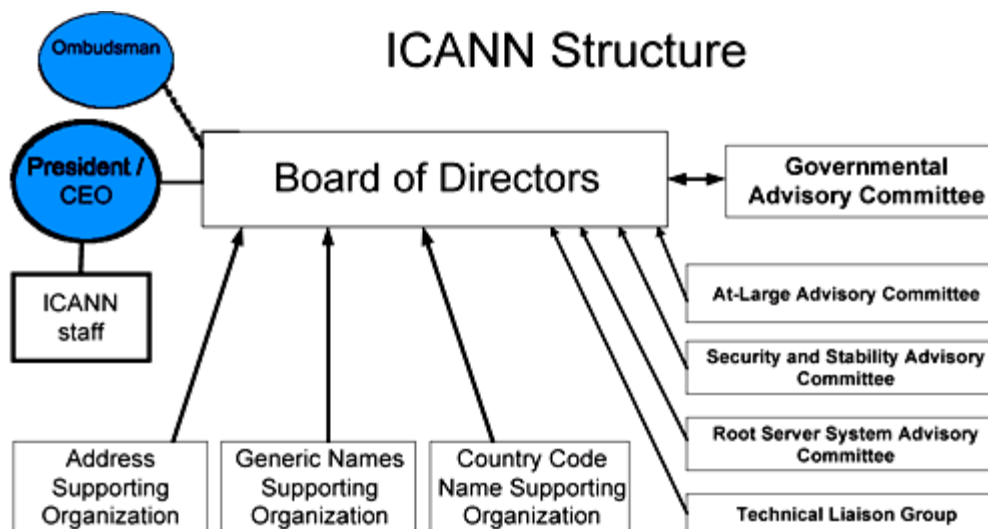 ICANN Structure
Ombudsman
President /
CEO
ICANN
staff
Board of Directors
Governmental
Advisory Committee
At-Large Advisory Committee
Security and Stability Advisory
Committee
Root Server System Advisory
Committee
Technical Liaison Group
Address
Supporting
Organization
Generic Names
Supporting
Organization
Country Code
Name Supporting
Organization